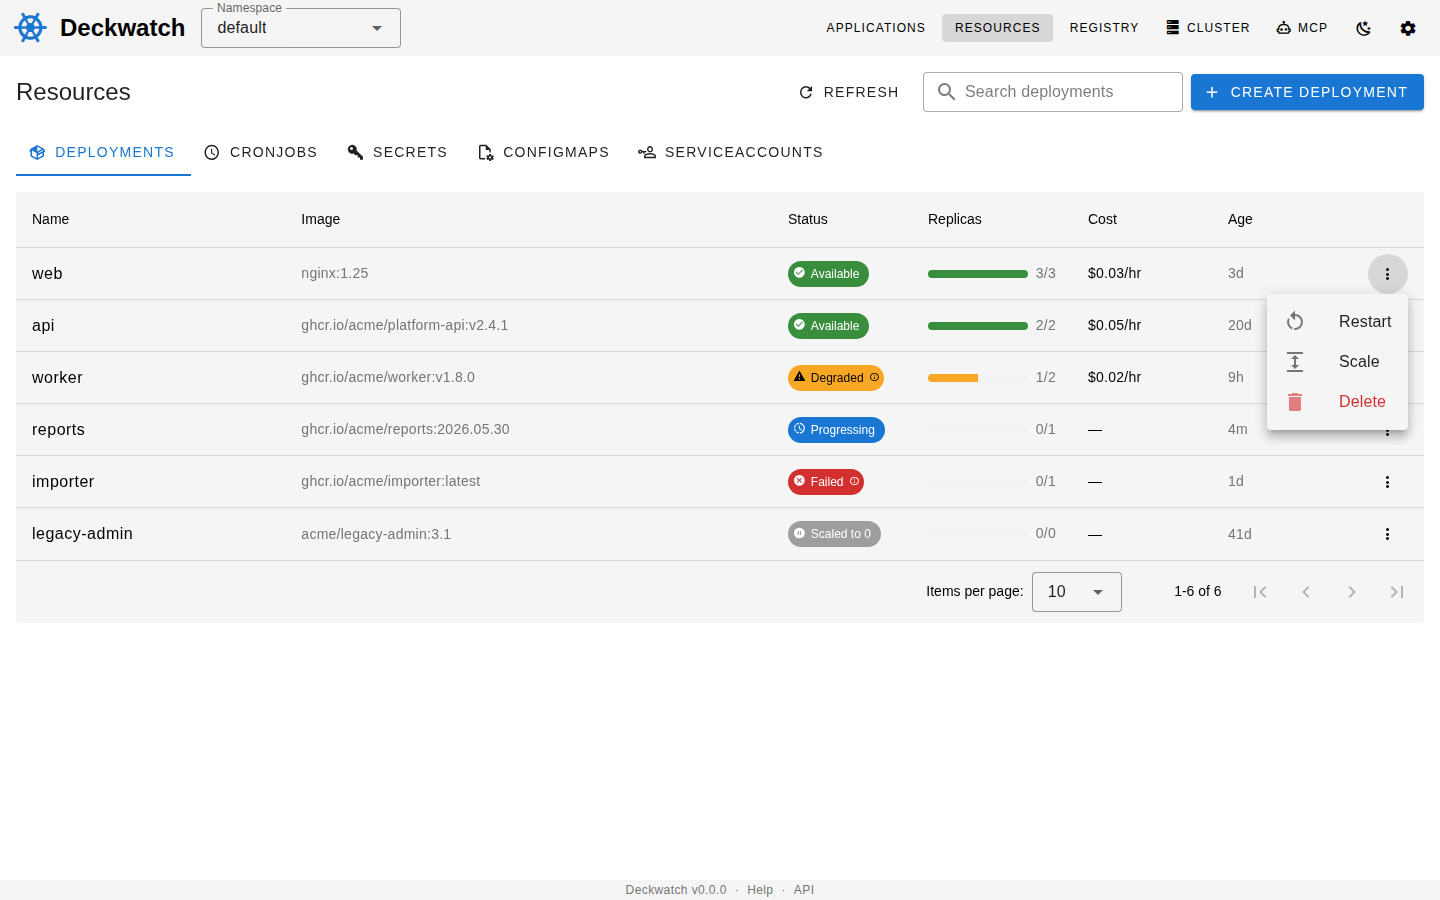 Deckwatch
Namespace
default
APPLICATIONS
RESOURCES
REGISTRY
CLUSTER
MCP
Resources
REFRESH
Search deployments
CREATE DEPLOYMENT
DEPLOYMENTS
CRONJOBS
SECRETS
CONFIGMAPS
SERVICEACCOUNTS
Name Image Status Replicas Cost Age
web nginx:1.25 Available 3/3 $0.03/hr 3d
api ghcr.io/acme/platform-api:v2.4.1 Available 2/2 $0.05/hr 20d
worker ghcr.io/acme/worker:v1.8.0 Degraded 1/2 $0.02/hr 9h
reports ghcr.io/acme/reports:2026.05.30 Progressing 0/1 — 4m
importer ghcr.io/acme/importer:latest Failed 0/1 — 1d
legacy-admin acme/legacy-admin:3.1 Scaled to 0 0/0 — 41d
Restart
Scale
Delete
Items per page: 10 1-6 of 6
Deckwatch v0.0.0 · Help · API